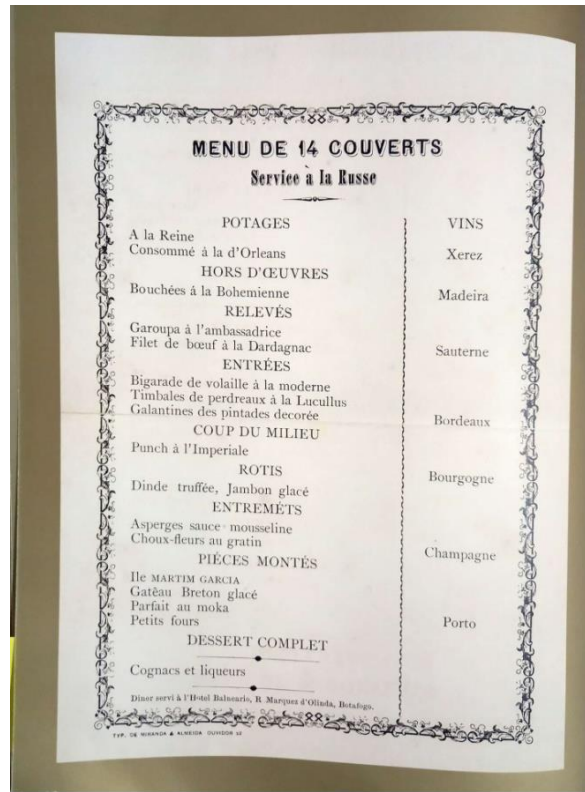 MENU DE 14 COUVERTS
Service à la Russe
POTAGES
A la Reine
Consommé à la d'Orleans
HORS D'ŒUVRES
Bouchées á la Bohemienne
RELEVÉS
Garoupa à l'ambassadrice
Filet de bœuf à la Dardagnac
ENTRÉES
Bigarade de volaille à la moderne
Timbales de perdreaux à la Lucullus
Galantines des pintades decorée
COUP DU MILIEU
Punch à l'Imperiale
ROTIS
Dinde truffée, Jambon glacé
ENTREMÉTS
Asperges sauce mousseline
Choux-fleurs au gratin
PIÉCES MONTÉS
Ile MARTIM GARCIA
Gatèau Breton glacé
Parfait au moka
Petits fours
DESSERT COMPLET
Cognacs et liqueurs
VINS
Xerez
Madeira
Sauterne
Bordeaux
Bourgogne
Champagne
Porto
Diner servi à l'Hotel Balneario, R Marquez d'Olinda, Botafogo.
TYP. DE MIRANDA & ALMEIDA OUVIDOR